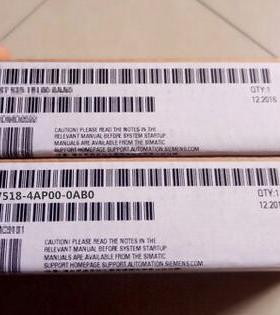 QTY:1
12.2016
CAUTION! PLEASE READ THE NOTES IN THE
RELEVANT MANUAL BEFORE SYSTEM STARTUP.
MANUALS ARE AVAILABLE FROM THE SIMATIC
SUPPORT HOMEPAGE SUPPORT.AUTOMATION.SIEMENS.COM
7518-4AP00-0AB0
QTY:1
12.201
CAUTION! PLEASE READ THE NOTES IN THE
RELEVANT MANUAL BEFORE SYSTEM STARTUP.
MANUALS ARE AVAILABLE FROM THE SIMATIC
SUPPORT HOMEPAGE SUPPORT.AUTOMATION.SIEMENS.COM